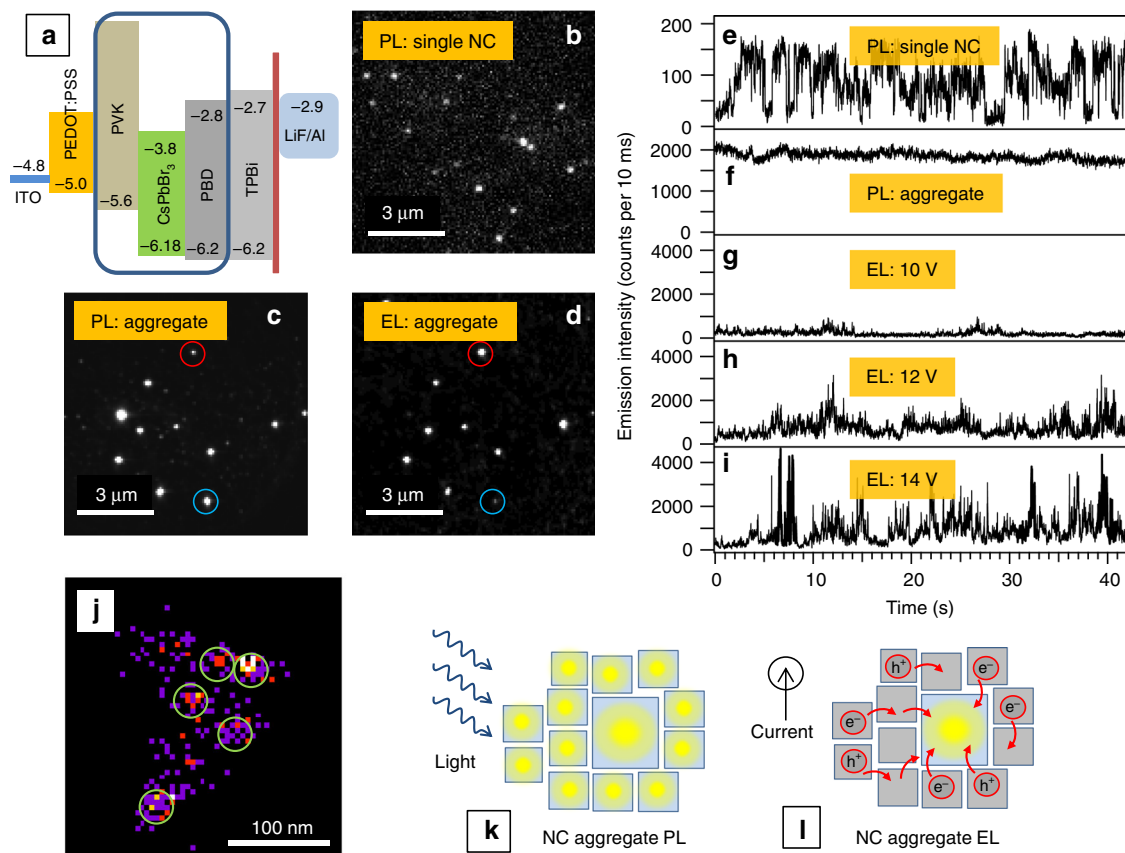 a
PEDOT:PSS
PVK
−4.8
ITO
−5.0
−5.6
−3.8
CsPbBr₃
−6.18
−2.8
PBD
−6.2
−2.7
TPBi
−6.2
−2.9
LiF/Al
PL: single NC
b
3 μm
PL: aggregate
c
3 μm
EL: aggregate
d
3 μm
Emission intensity (counts per 10 ms)
e
PL: single NC
200
100
0
f
PL: aggregate
2000
1000
0
g
EL: 10 V
4000
2000
0
h
EL: 12 V
4000
2000
0
i
EL: 14 V
4000
2000
0
0 10 20 30 40
Time (s)
j
100 nm
Light
k
NC aggregate PL
Current
h⁺
e⁻
e⁻
e⁻
h⁺
e⁻
h⁺
l
NC aggregate EL